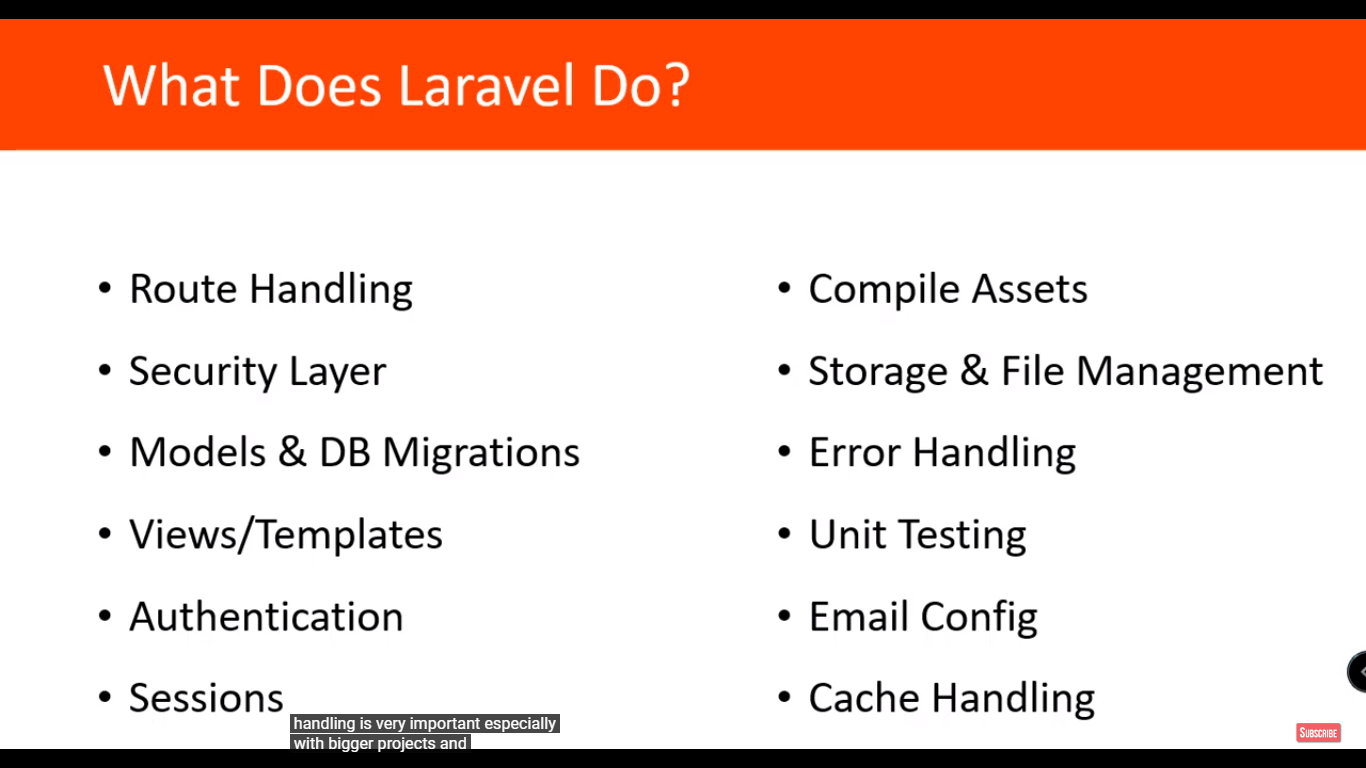 What Does Laravel Do?
• Route Handling
• Security Layer
• Models & DB Migrations
• Views/Templates
• Authentication
• Sessions
• Compile Assets
• Storage & File Management
• Error Handling
• Unit Testing
• Email Config
• Cache Handling
handling is very important especially
with bigger projects and
SUBSCRIBE